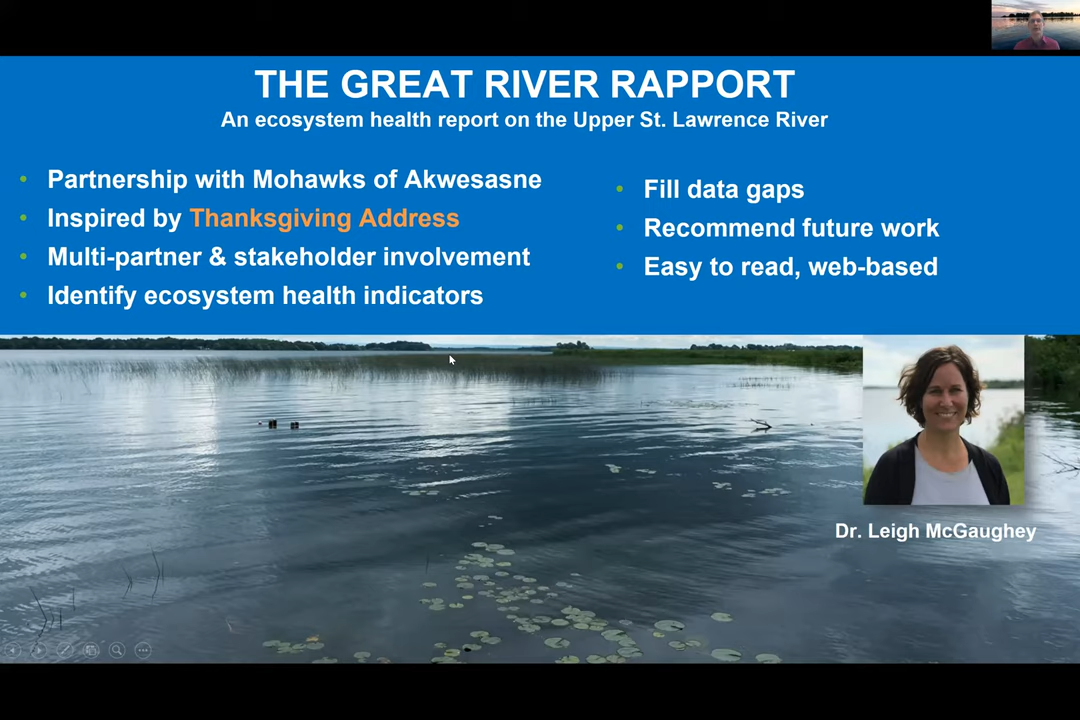 THE GREAT RIVER RAPPORT
An ecosystem health report on the Upper St. Lawrence River
• Partnership with Mohawks of Akwesasne
• Inspired by Thanksgiving Address
• Multi-partner & stakeholder involvement
• Identify ecosystem health indicators
• Fill data gaps
• Recommend future work
• Easy to read, web-based
Dr. Leigh McGaughey